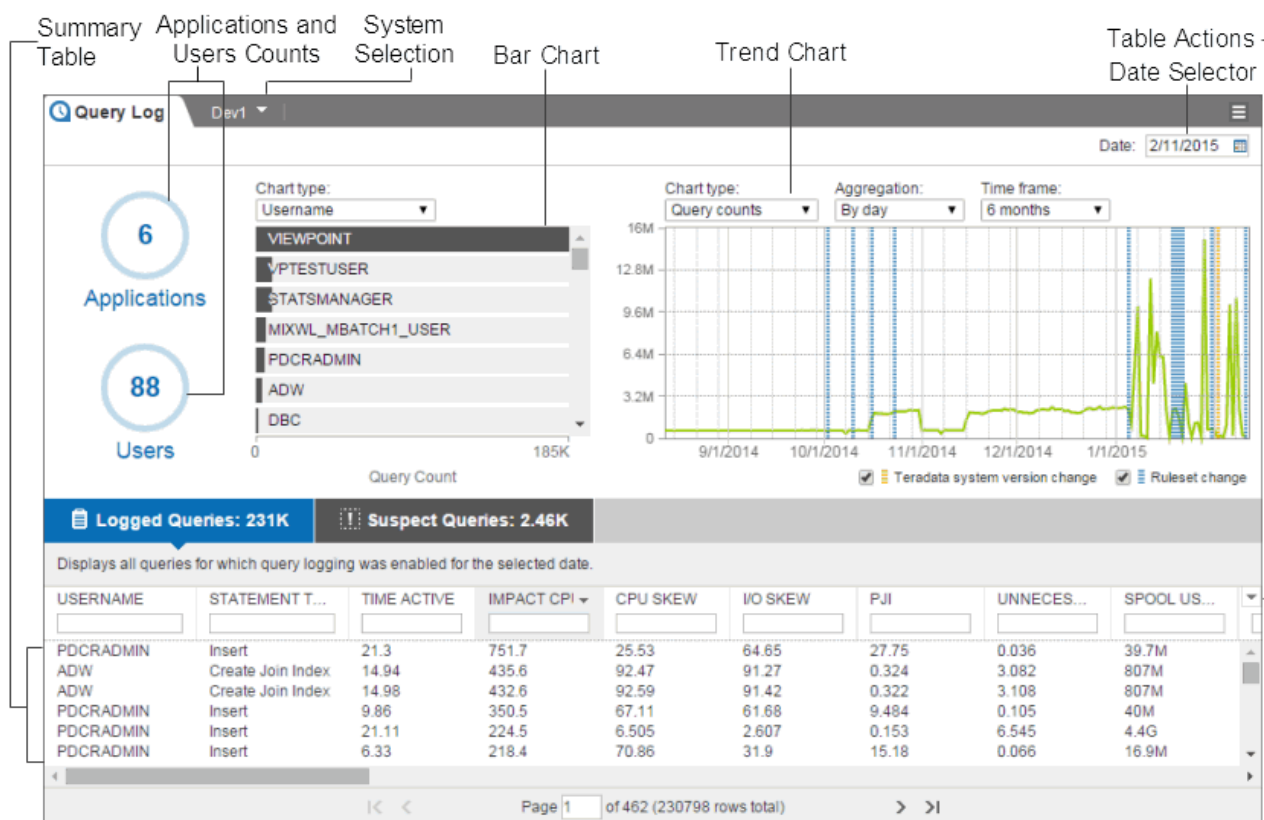 Summary Table
Applications and Users Counts
System Selection
Bar Chart
Trend Chart
Table Actions -
Date Selector
Query Log
Dev1
Date: 2/11/2015
6
Applications
88
Users
Chart type:
Username
VIEWPOINT
VPTESTUSER
STATSMANAGER
MIXWL_MBATCH1_USER
PDCRADMIN
ADW
DBC
0 185K
Query Count
Chart type: Aggregation: Time frame:
Query counts By day 6 months
16M
12.8M
9.6M
6.4M
3.2M
0
9/1/2014 10/1/2014 11/1/2014 12/1/2014 1/1/2015
Teradata system version change Ruleset change
Logged Queries: 231K Suspect Queries: 2.46K
Displays all queries for which query logging was enabled for the selected date.
USERNAME STATEMENT T... TIME ACTIVE IMPACT CPU CPU SKEW I/O SKEW PJI UNNECES... SPOOL US...
PDCRADMIN Insert 21.3 751.7 25.53 64.65 27.75 0.036 39.7M
ADW Create Join Index 14.94 435.6 92.47 91.27 0.324 3.082 807M
ADW Create Join Index 14.98 432.6 92.59 91.42 0.322 3.108 807M
PDCRADMIN Insert 9.86 350.5 67.11 61.68 9.484 0.105 40M
PDCRADMIN Insert 21.11 224.5 6.505 2.607 0.153 6.545 4.4G
PDCRADMIN Insert 6.33 218.4 70.86 31.9 15.18 0.066 16.9M
Page 1 of 462 (230798 rows total)